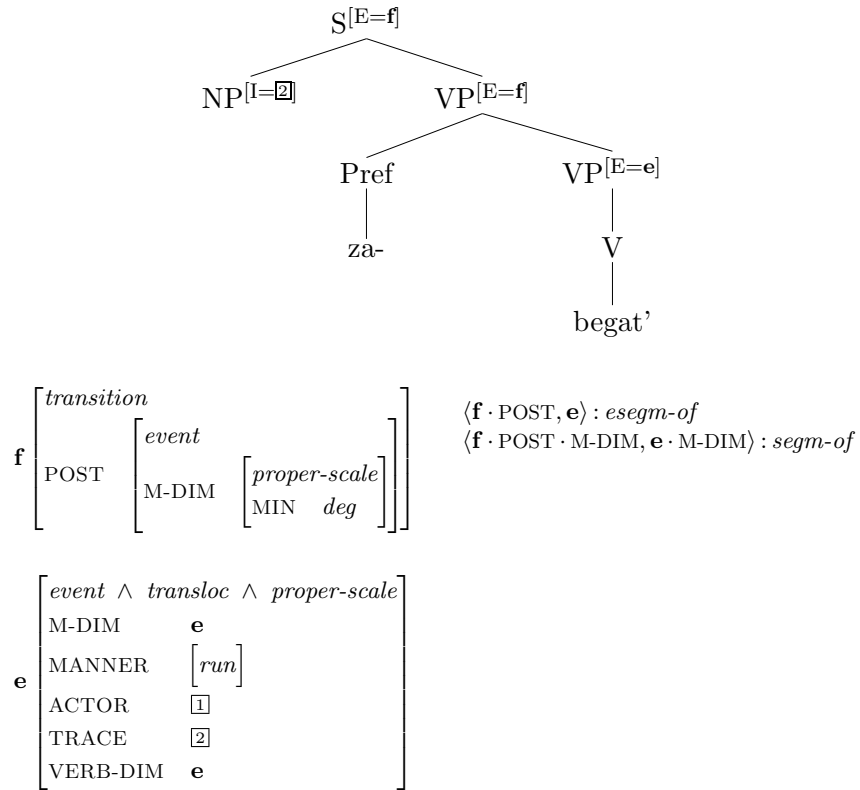 S[E=f]
NP[I=2] VP[E=f]
Pref VP[E=e]
za- V
begat'
transition
event
f POST M-DIM proper-scale
MIN deg
⟨f · POST, e⟩ : esegm-of
⟨f · POST · M-DIM, e · M-DIM⟩ : segm-of
event ∧ transloc ∧ proper-scale
M-DIM e
MANNER [run]
e ACTOR 1
TRACE 2
VERB-DIM e